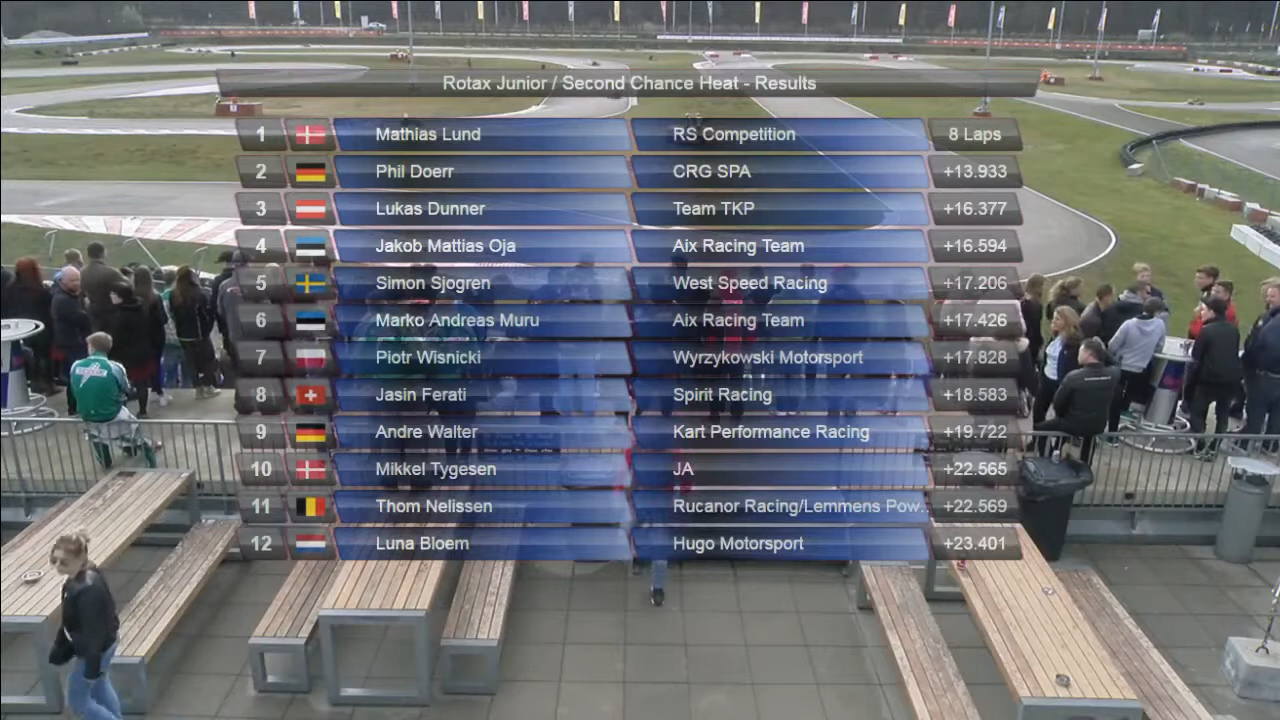 Rotax Junior / Second Chance Heat - Results
1 Mathias Lund RS Competition 8 Laps
2 Phil Doerr CRG SPA +13.933
3 Lukas Dunner Team TKP +16.377
4 Jakob Mattias Oja Aix Racing Team +16.594
5 Simon Sjogren West Speed Racing +17.206
6 Marko Andreas Muru Aix Racing Team +17.426
7 Piotr Wisnicki Wyrzykowski Motorsport +17.828
8 Jasin Ferati Spirit Racing +18.583
9 Andre Walter Kart Performance Racing +19.722
10 Mikkel Tygesen JA +22.565
11 Thom Nelissen Rucanor Racing/Lemmens Pow... +22.569
12 Luna Bloem Hugo Motorsport +23.401